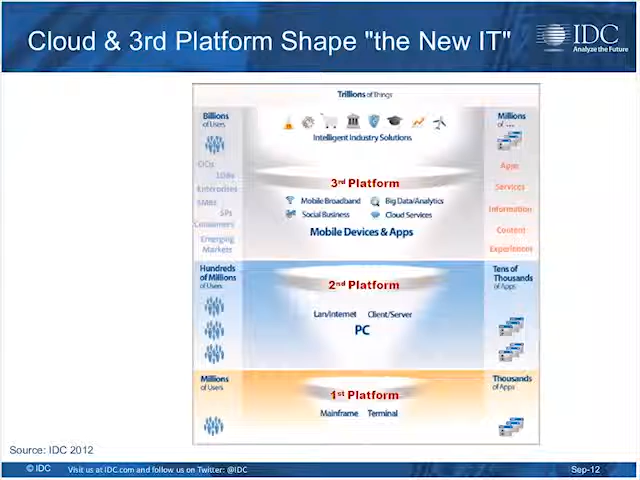 Cloud & 3rd Platform Shape "the New IT"
IDC
Analyze the Future
Trillions of Things
Billions
of Users
Millions
of ...
Intelligent Industry Solutions
CIOs
LOBs
Enterprises
SMBs
SPs
Consumers
Emerging
Markets
3rd Platform
Mobile Broadband
Big Data/Analytics
Social Business
Cloud Services
Mobile Devices & Apps
Apps
Services
Information
Content
Experiences
Hundreds
of Millions
of Users
2nd Platform
Lan/Internet Client/Server
PC
Tens of
Thousands
of Apps
Millions
of Users
1st Platform
Mainframe Terminal
Thousands
of Apps
Source: IDC 2012
© IDC Visit us at IDC.com and follow us on Twitter: @IDC
Sep-12